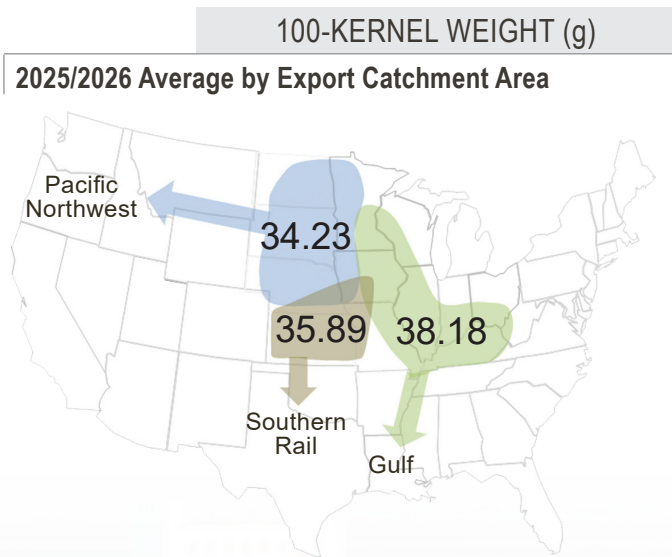 100-KERNEL WEIGHT (g)
2025/2026 Average by Export Catchment Area
Pacific
Northwest
34.23
35.89
38.18
Southern
Rail
Gulf